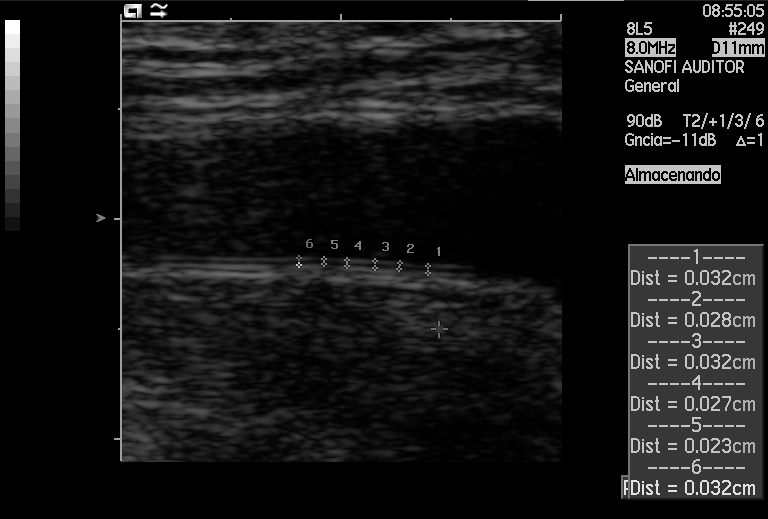 08:55:05
8L5 #249
8.0MHz D11mm
SANOFI AUDITOR
General
90dB T2/+1/3/ 6
Gncia=-11dB Δ=1
Almacenando
6 5 4 3 2 1
----1----
Dist = 0.032cm
----2----
Dist = 0.028cm
----3----
Dist = 0.032cm
----4----
Dist = 0.027cm
----5----
Dist = 0.023cm
----6----
Dist = 0.032cm